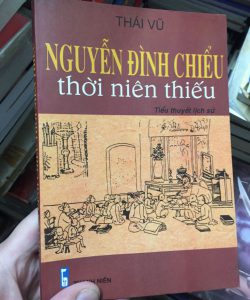 THÁI VŨ
NGUYỄN ĐÌNH CHIỂU
thời niên thiếu
Tiểu thuyết lịch sử